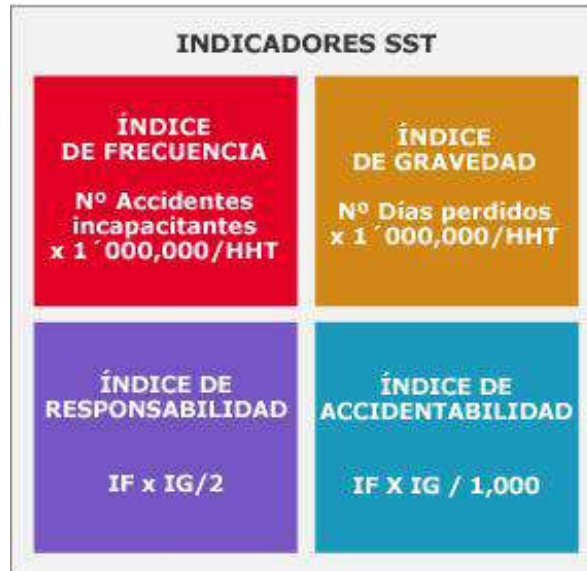 INDICADORES SST
ÍNDICE
DE FRECUENCIA
Nº Accidentes
incapacitantes
x 1´000,000/HHT
ÍNDICE
DE GRAVEDAD
Nº Días perdidos
x 1´000,000/HHT
ÍNDICE DE
RESPONSABILIDAD
IF x IG/2
ÍNDICE DE
ACCIDENTABILIDAD
IF X IG / 1,000